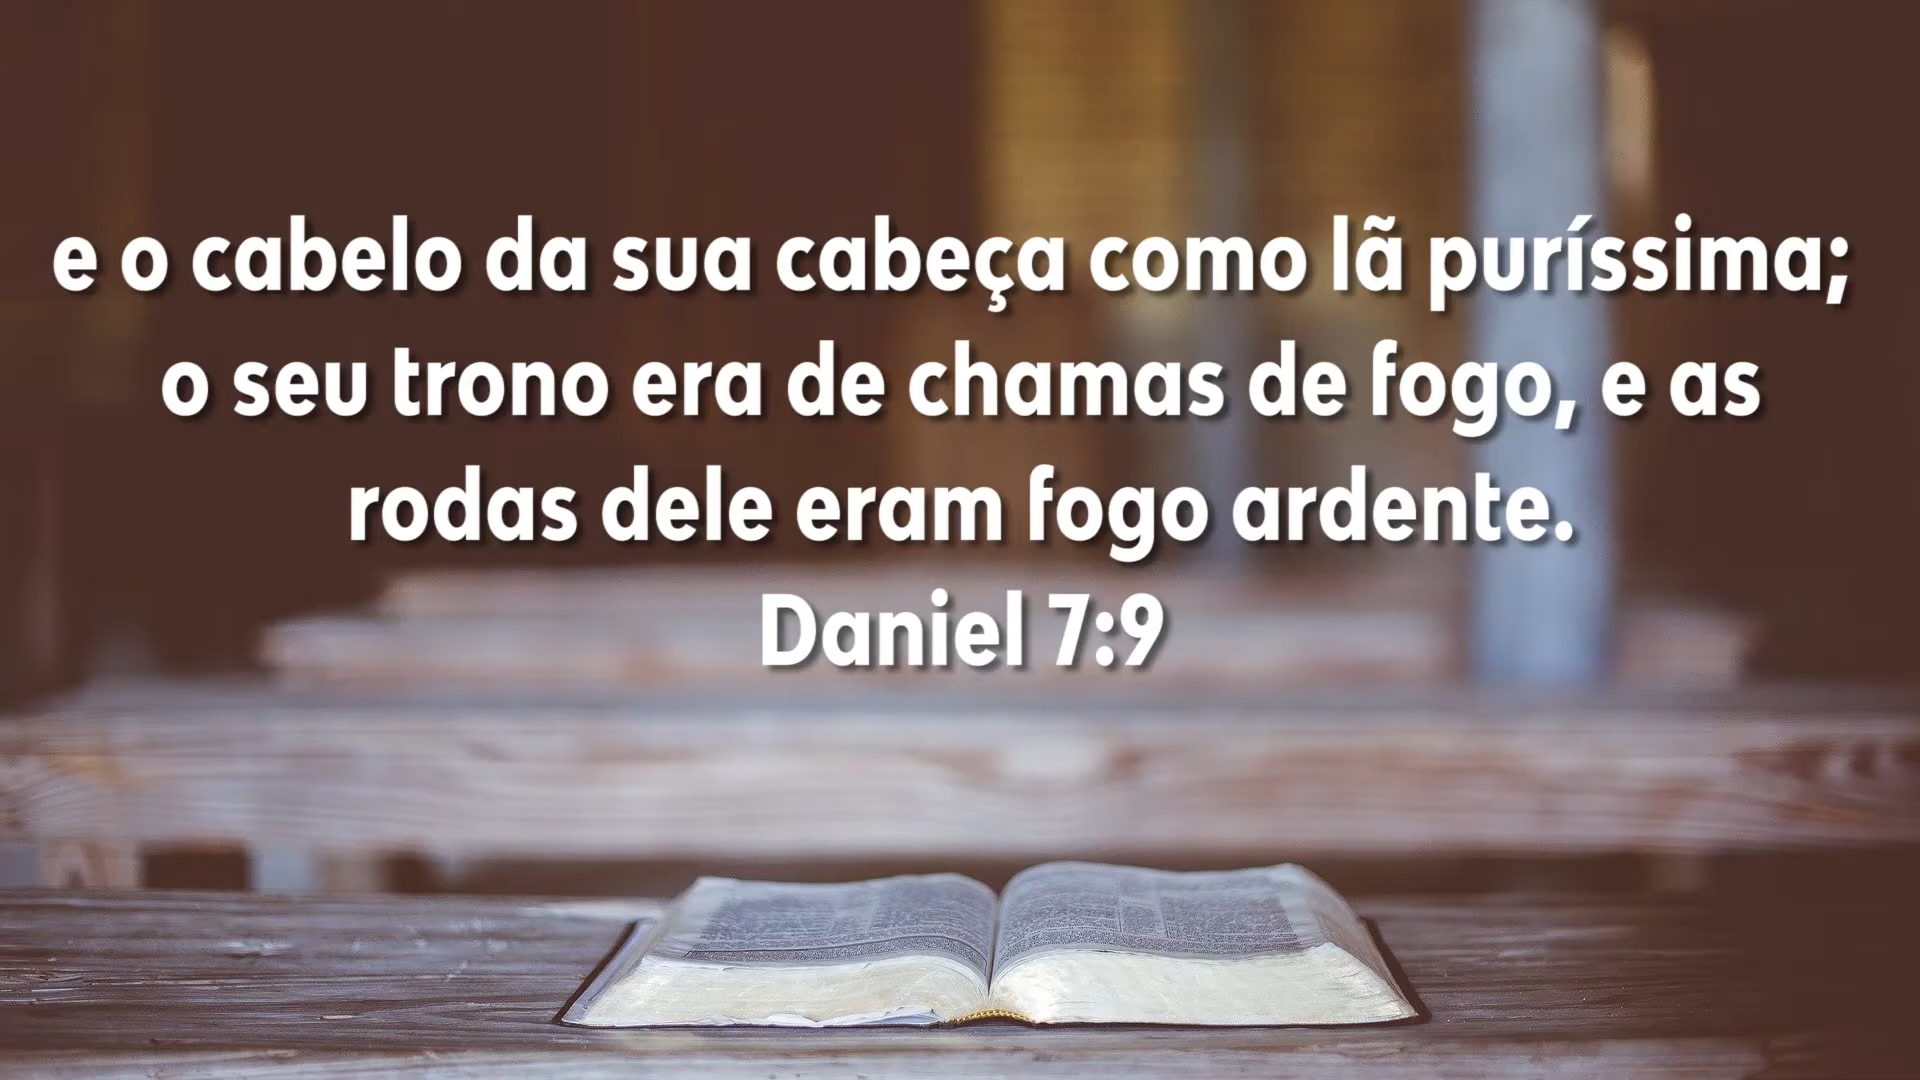 e o cabelo da sua cabeça como lã puríssima;
o seu trono era de chamas de fogo, e as
rodas dele eram fogo ardente.
Daniel 7:9